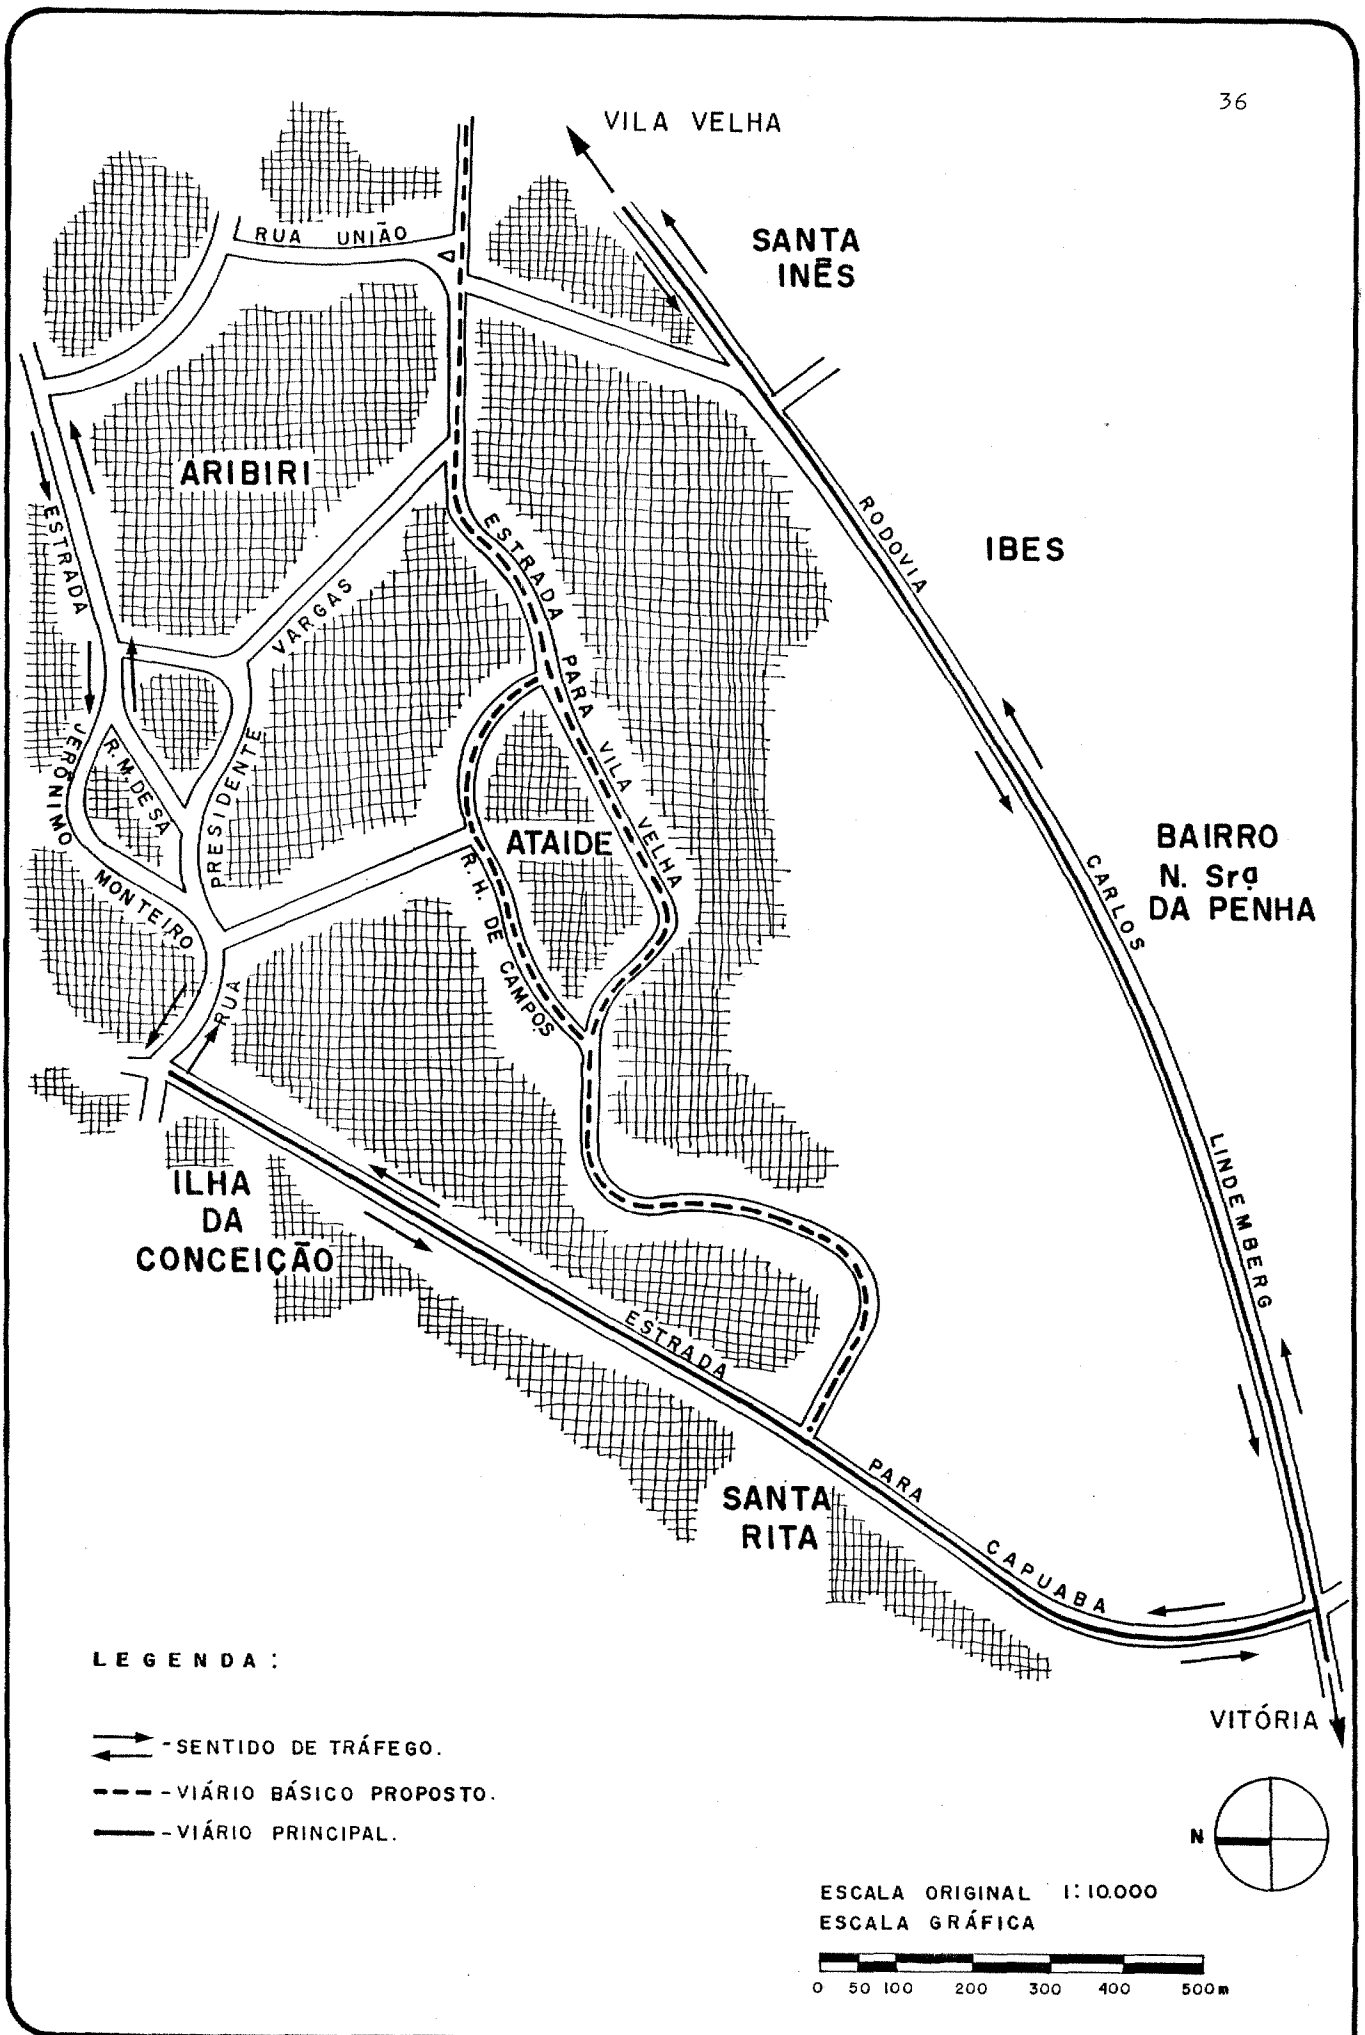 36
VILA VELHA
RUA UNIÃO
SANTA
INÊS
ARIBIRI
ESTRADA
JERÔNIMO
MONTEIRO
RODOVIA
CARLOS
LINDEMBERG
IBES
ESTRADA PARA VILA VELHA
RUA PRESIDENTE VARGAS
R. M. DE SÁ
ATAIDE
R. H. DE CAMPOS
BAIRRO
N. Srª
DA PENHA
ILHA
DA
CONCEIÇÃO
ESTRADA PARA CAPUABA
SANTA
RITA
LEGENDA:
-SENTIDO DE TRÁFEGO.
-VIÁRIO BÁSICO PROPOSTO.
-VIÁRIO PRINCIPAL.
VITÓRIA
N
ESCALA ORIGINAL 1:10.000
ESCALA GRÁFICA
0 50 100 200 300 400 500m